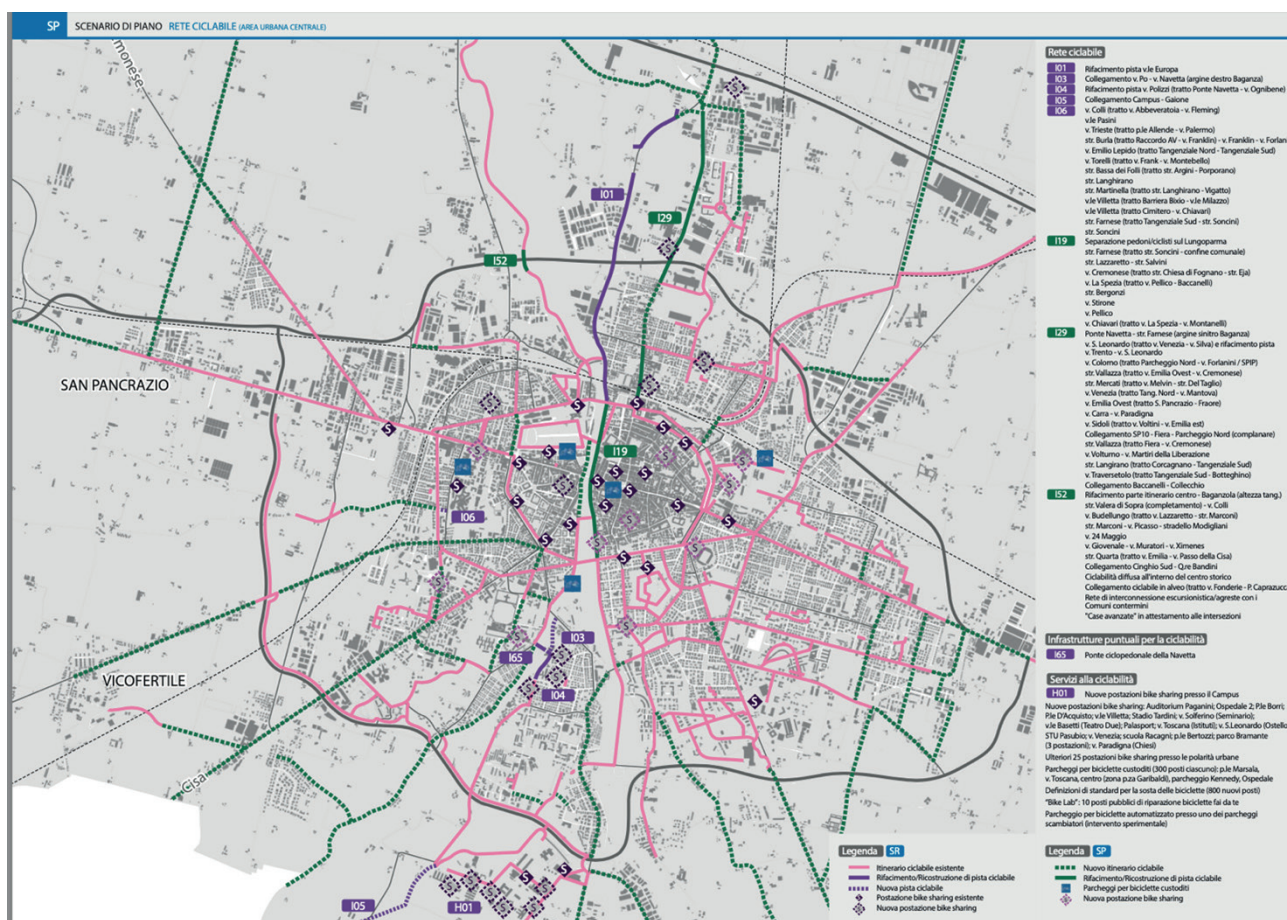 SP SCENARIO DI PIANO RETE CICLABILE (AREA URBANA CENTRALE)
I01
I29
I52
SAN PANCRAZIO
I19
I06
I03
I65
I04
VICOFERTILE
Cisa
I05
H01
Rete ciclabile
I01 Rifacimento pista v.le Europa
I03 Collegamento v. Po - v. Navetta (argine destro Baganza)
I04 Rifacimento pista v. Polizzi (tratto Ponte Navetta - v. Ognibene)
I05 Collegamento Campus - Gaione
I06 v. Colli (tratto v. Abbeveratoia - v. Fleming)
v.le Pasini
v. Trieste (tratto p.le Allende - v. Palermo)
str. Burla (tratto Raccordo AV - v. Franklin) - v. Franklin - v. Forlan
v. Emilio Lepido (tratto Tangenziale Nord - Tangenziale Sud)
v. Torelli (tratto v. Frank - v. Montebello)
str. Bassa dei Folli (tratto str. Argini - Porporano)
str. Langhirano
str. Martinella (tratto str. Langhirano - Vigatto)
v.le Villetta (tratto Barriera Bixio - v.le Milazzo)
v.le Villetta (tratto Cimitero - v. Chiavari)
str. Farnese (tratto Tangenziale Sud - str. Soncini)
str. Soncini
I19 Separazione pedoni/ciclisti sul Lungoparma
str. Farnese (tratto str. Soncini - confine comunale)
str. Lazzaretto - str. Salvini
v. Cremonese (tratto str. Chiesa di Fognano - str. Eja)
v. La Spezia (tratto v. Pellico - Baccanelli)
str. Bergonzi
v. Stirone
v. Pellico
v. Chiavari (tratto v. La Spezia - v. Montanelli)
I29 Ponte Navetta - str. Farnese (argine sinitro Baganza)
v. S. Leonardo (tratto v. Venezia - v. Silva) e rifacimento pista
v. Trento - v. S. Leonardo
v. Colorno (tratto Parcheggio Nord - v. Forlanini / SPIP)
str. Vallazza (tratto v. Emilia Ovest - v. Cremonese)
str. Mercati (tratto v. Melvin - str. Del Taglio)
v. Venezia (tratto Tang. Nord - v. Mantova)
v. Emilia Ovest (tratto S. Pancrazio - Fraore)
v. Carra - v. Paradigna
v. Sidoli (tratto v. Voltini - v. Emilia est)
Collegamento SP10 - Fiera - Parcheggio Nord (complanare)
str. Vallazza (tratto Fiera - v. Cremonese)
v. Volturno - v. Martiri della Liberazione
str. Langirano (tratto Corcagnano - Tangenziale Sud)
v. Traversetolo (tratto Tangenziale Sud - Botteghino)
Collegamento Baccanelli - Collecchio
I52 Rifacimento parte itinerario centro - Baganzola (altezza tang.)
str. Valera di Sopra (completamento) - v. Colli
v. Budellungo (tratto v. Lazzaretto - str. Marconi)
str. Marconi - v. Picasso - stradello Modigliani
v. 24 Maggio
v. Giovenale - v. Muratori - v. Ximenes
str. Quarta (tratto v. Emilia - v. Passo della Cisa)
Collegamento Cinghio Sud - Q.re Bandini
Ciclabilità diffusa all'interno del centro storico
Collegamento ciclabile in alveo (tratto v. Fonderie - P. Caprazucc
Rete di interconnessione escursionistica/agreste con i
Comuni contermini
"Case avanzate" in attestamento alle intersezioni
Infrastrutture puntuali per la ciclabilità
I65 Ponte ciclopedonale della Navetta
Servizi alla ciclabilità
H01 Nuove postazioni bike sharing presso il Campus
Nuove postazioni bike sharing: Auditorium Paganini; Ospedale 2; P.le Borri;
P.le D'Acquisto; v.le Villetta; Stadio Tardini; v. Solferino (Seminario);
v.le Basetti (Teatro Due); Palasport; v. Toscana (Istituti); v. S.Leonardo (Ostello
STU Pasubio; v. Venezia; scuola Racagni; p.le Bertozzi; parco Bramante
(3 postazioni); v. Paradigna (Chiesi)
Ulteriori 25 postazioni bike sharing presso le polarità urbane
Parcheggi per biciclette custoditi (300 posti ciascuno): p.le Marsala,
v. Toscana, centro (zona p.za Garibaldi), parcheggio Kennedy, Ospedale
Definizioni di standard per la sosta delle biciclette (800 nuovi posti)
"Bike Lab": 10 posti pubblici di riparazione biciclette fai da te
Parcheggio per biciclette automatizzato presso uno dei parcheggi
scambiatori (intervento sperimentale)
Legenda SR
Itinerario ciclabile esistente
Rifacimento/Ricostruzione di pista ciclabile
Nuova pista ciclabile
Postazione bike sharing esistente
Nuova postazione bike sharing
Legenda SP
Nuovo itinerario ciclabile
Rifacimento/Ricostruzione di pista ciclabile
Parcheggi per biciclette custoditi
Nuova postazione bike sharing